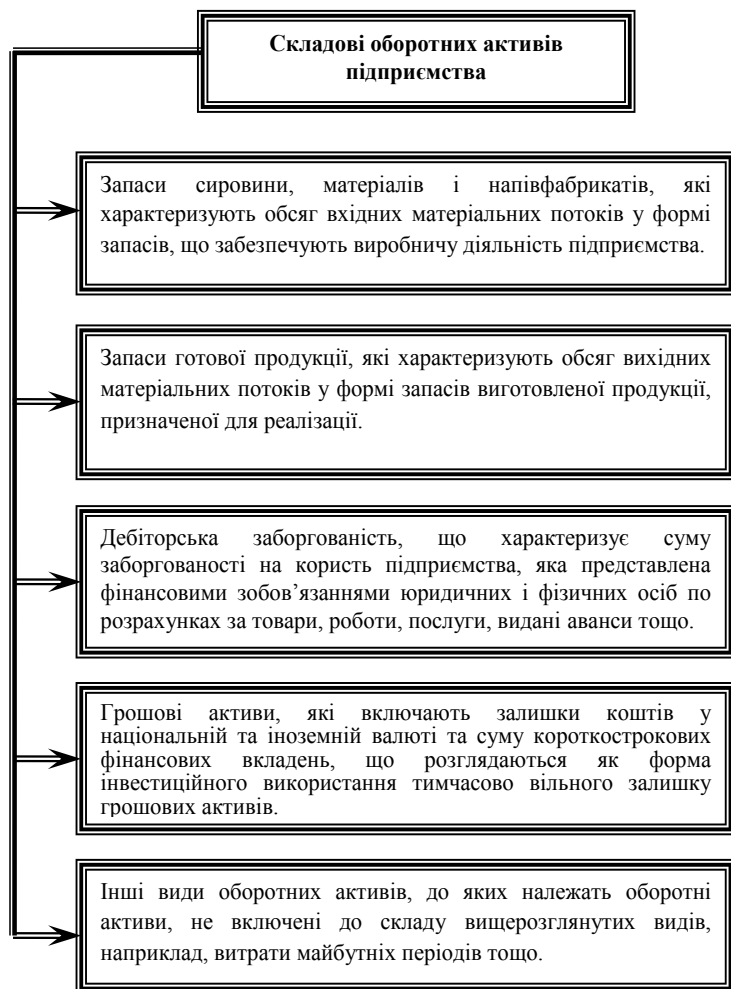 Складові оборотних активів
підприємства
Запаси сировини, матеріалів і напівфабрикатів, які
характеризують обсяг вхідних матеріальних потоків у формі
запасів, що забезпечують виробничу діяльність підприємства.
Запаси готової продукції, які характеризують обсяг вихідних
матеріальних потоків у формі запасів виготовленої продукції,
призначеної для реалізації.
Дебіторська заборгованість, що характеризує суму
заборгованості на користь підприємства, яка представлена
фінансовими зобов’язаннями юридичних і фізичних осіб по
розрахунках за товари, роботи, послуги, видані аванси тощо.
Грошові активи, які включають залишки коштів у
національній та іноземній валюті та суму короткострокових
фінансових вкладень, що розглядаються як форма
інвестиційного використання тимчасово вільного залишку
грошових активів.
Інші види оборотних активів, до яких належать оборотні
активи, не включені до складу вищерозглянутих видів,
наприклад, витрати майбутніх періодів тощо.